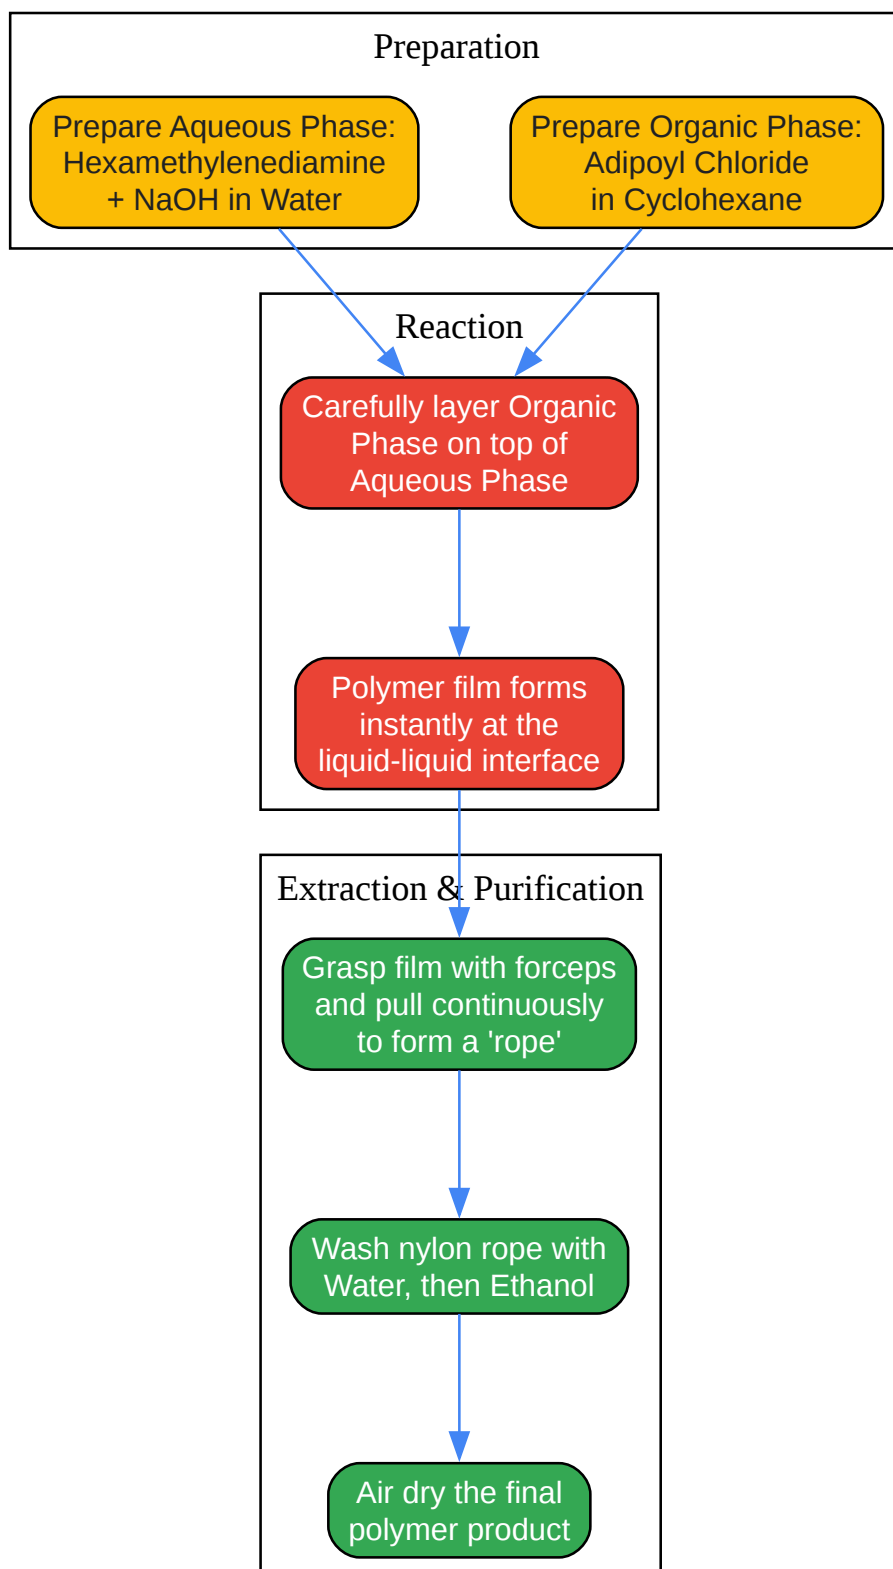 Preparation
Prepare Aqueous Phase:
Hexamethylenediamine
+ NaOH in Water
Prepare Organic Phase:
Adipoyl Chloride
in Cyclohexane
Reaction
Carefully layer Organic
Phase on top of
Aqueous Phase
Polymer film forms
instantly at the
liquid-liquid interface
Extraction & Purification
Grasp film with forceps
and pull continuously
to form a 'rope'
Wash nylon rope with
Water, then Ethanol
Air dry the final
polymer product